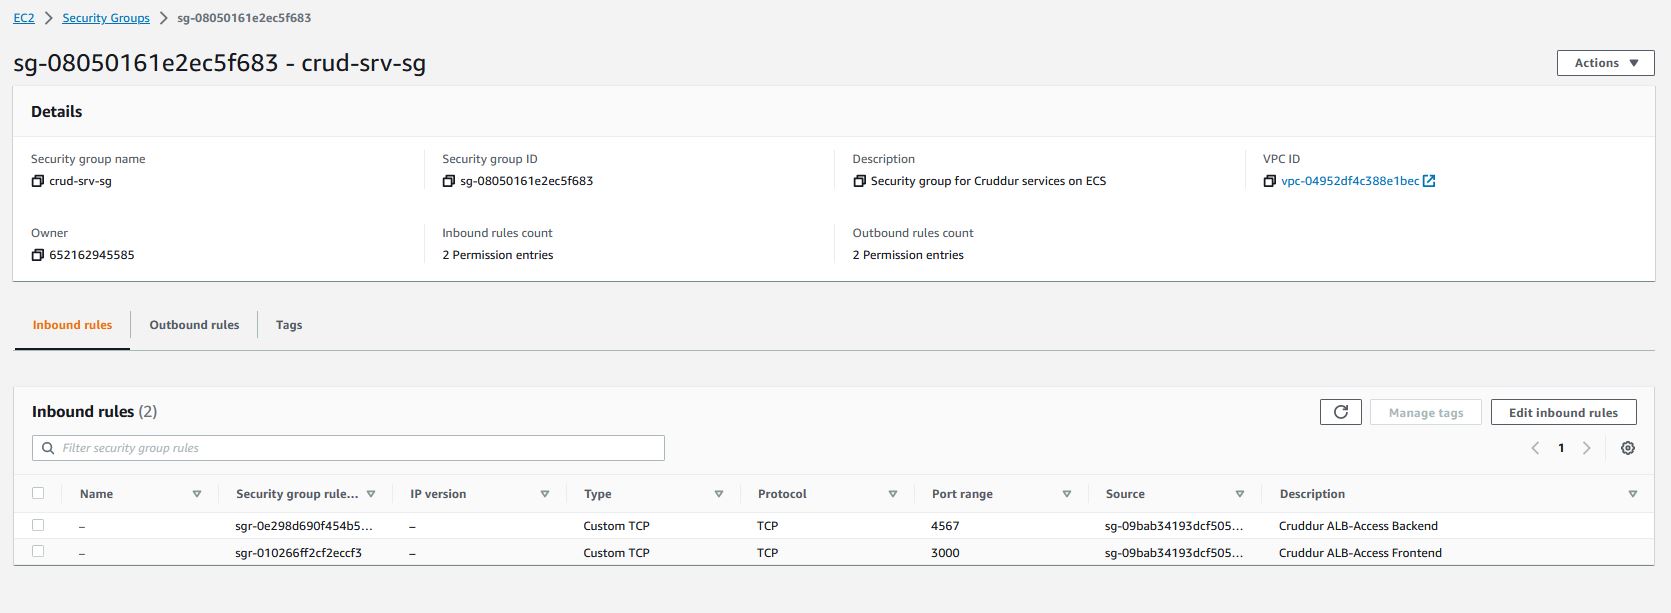 EC2 > Security Groups > sg-08050161e2ec5f683
sg-08050161e2ec5f683 - crud-srv-sg
Actions
Details
Security group name
crud-srv-sg
Security group ID
sg-08050161e2ec5f683
Description
Security group for Cruddur services on ECS
VPC ID
vpc-04952df4c388e1bec
Owner
652162945585
Inbound rules count
2 Permission entries
Outbound rules count
2 Permission entries
Inbound rules Outbound rules Tags
Inbound rules (2)
Manage tags
Edit inbound rules
Filter security group rules
1
Name Security group rule... IP version Type Protocol Port range Source Description
– sgr-0e298d690f454b5... – Custom TCP TCP 4567 sg-09bab34193dcf505... Cruddur ALB-Access Backend
– sgr-010266ff2cf2eccf3 – Custom TCP TCP 3000 sg-09bab34193dcf505... Cruddur ALB-Access Frontend